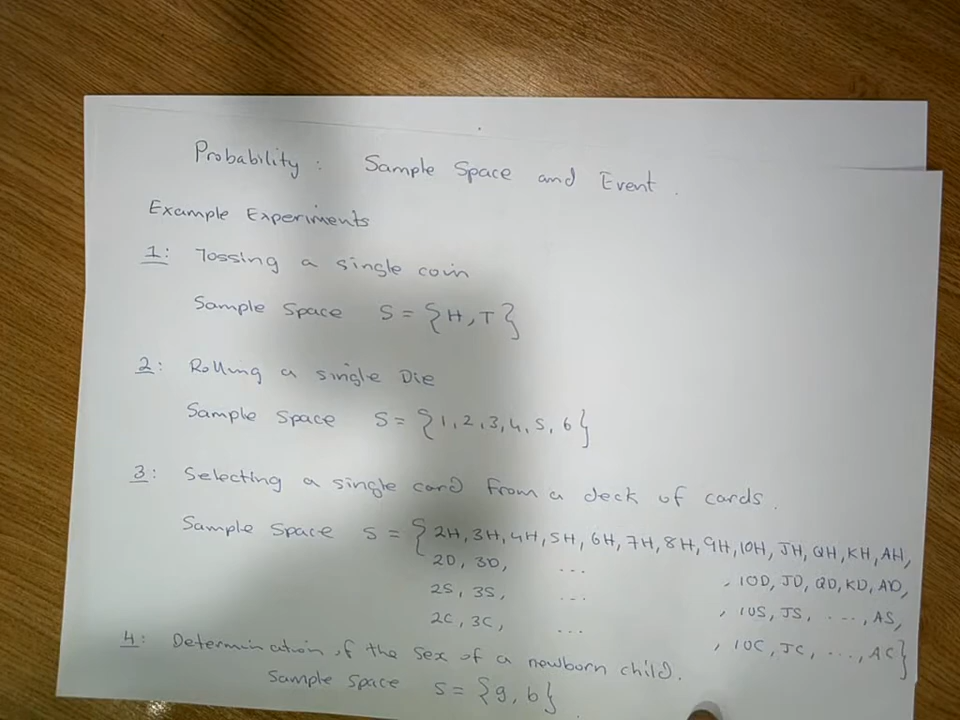 Probability : Sample Space and Event.
Example Experiments
1: Tossing a single coin
Sample Space S = {H, T}
2: Rolling a single Die
Sample Space S = {1, 2, 3, 4, 5, 6}
3: Selecting a single card from a deck of cards.
Sample Space S = {2H, 3H, 4H, 5H, 6H, 7H, 8H, 9H, 10H, JH, QH, KH, AH,
2D, 3D, ... , 10D, JD, QD, KD, AD,
2S, 3S, ... , 10S, JS, ..., AS,
2C, 3C, ... , 10C, JC, ..., AC}
4: Determination of the sex of a newborn child.
Sample Space S = {g, b}